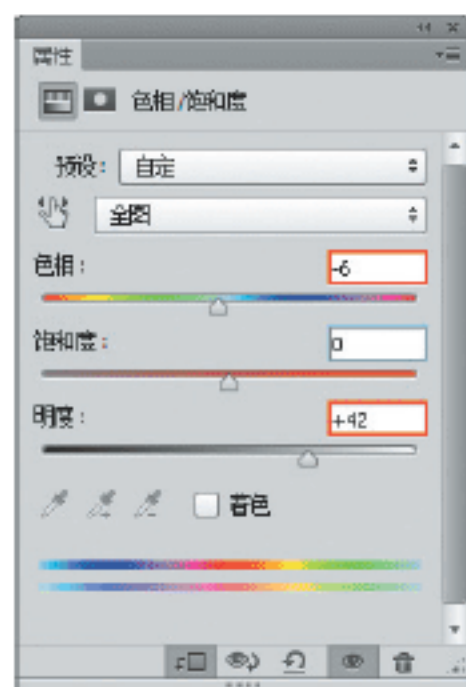 属性
色相/饱和度
预设： 自定
全图
色相： -6
饱和度： 0
明度： +42
着色